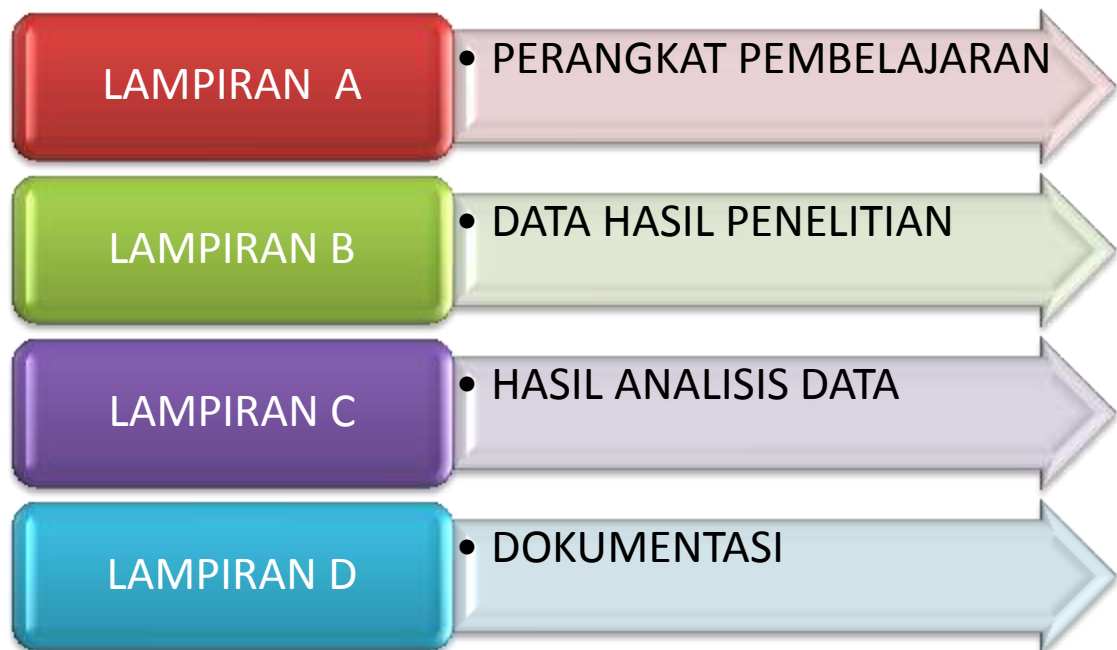 LAMPIRAN A
• PERANGKAT PEMBELAJARAN
LAMPIRAN B
• DATA HASIL PENELITIAN
LAMPIRAN C
• HASIL ANALISIS DATA
LAMPIRAN D
• DOKUMENTASI